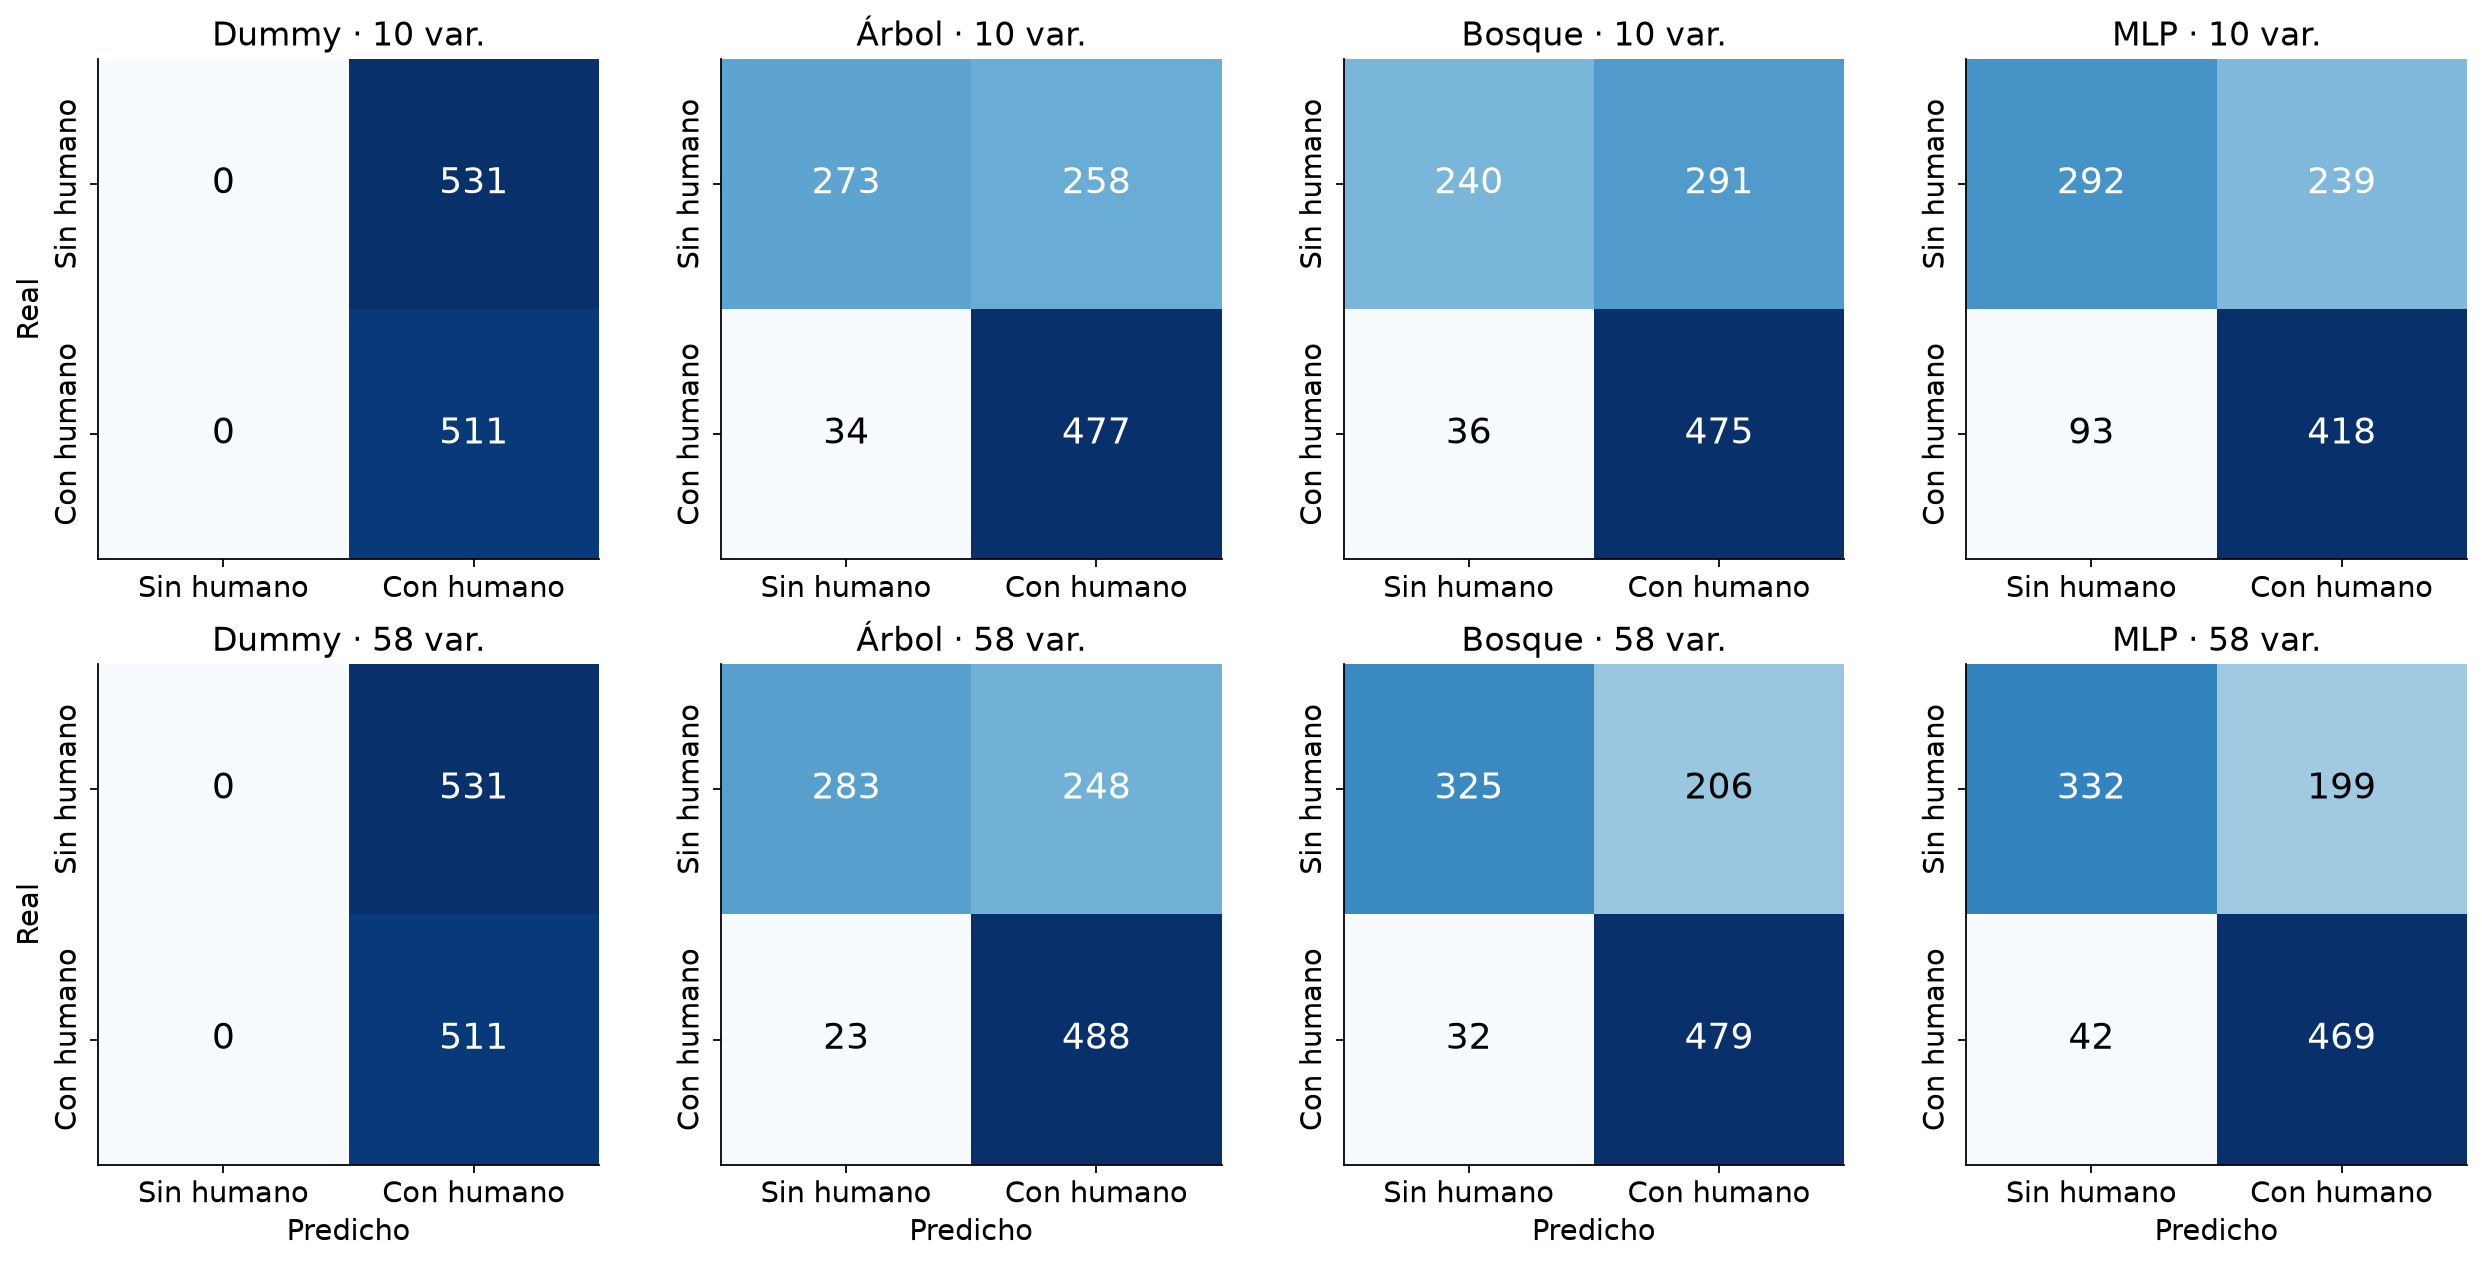 Dummy · 10 var.
Real
Sin humano
Con humano
0
531
0
511
Sin humano
Con humano
Árbol · 10 var.
Sin humano
Con humano
273
258
34
477
Sin humano
Con humano
Bosque · 10 var.
Sin humano
Con humano
240
291
36
475
Sin humano
Con humano
MLP · 10 var.
Sin humano
Con humano
292
239
93
418
Sin humano
Con humano
Dummy · 58 var.
Real
Sin humano
Con humano
0
531
0
511
Sin humano
Con humano
Predicho
Árbol · 58 var.
Sin humano
Con humano
283
248
23
488
Sin humano
Con humano
Predicho
Bosque · 58 var.
Sin humano
Con humano
325
206
32
479
Sin humano
Con humano
Predicho
MLP · 58 var.
Sin humano
Con humano
332
199
42
469
Sin humano
Con humano
Predicho